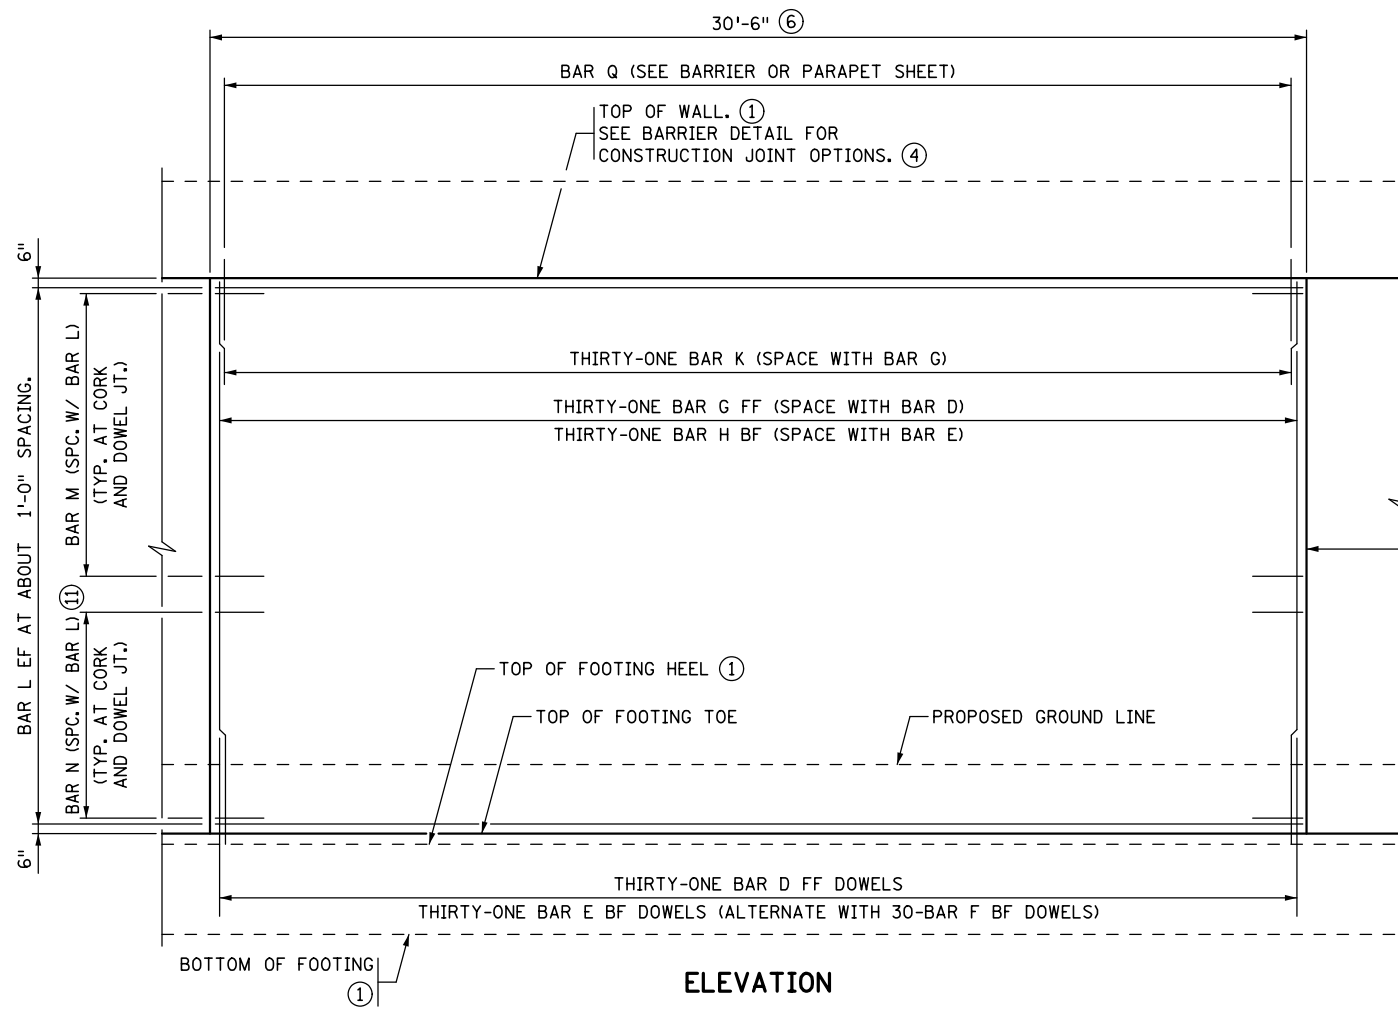 30'-6" ⑥
BAR Q (SEE BARRIER OR PARAPET SHEET)
TOP OF WALL. ①
SEE BARRIER DETAIL FOR
CONSTRUCTION JOINT OPTIONS. ④
6"
BAR L EF AT ABOUT 1'-0" SPACING.
6"
BAR M (SPC. W/ BAR L)
(TYP. AT CORK
AND DOWEL JT.)
BAR N (SPC. W/ BAR L) ⑪
(TYP. AT CORK
AND DOWEL JT.)
THIRTY-ONE BAR K (SPACE WITH BAR G)
THIRTY-ONE BAR G FF (SPACE WITH BAR D)
THIRTY-ONE BAR H BF (SPACE WITH BAR E)
TOP OF FOOTING HEEL ①
TOP OF FOOTING TOE
PROPOSED GROUND LINE
THIRTY-ONE BAR D FF DOWELS
THIRTY-ONE BAR E BF DOWELS (ALTERNATE WITH 30-BAR F BF DOWELS)
BOTTOM OF FOOTING
①
ELEVATION